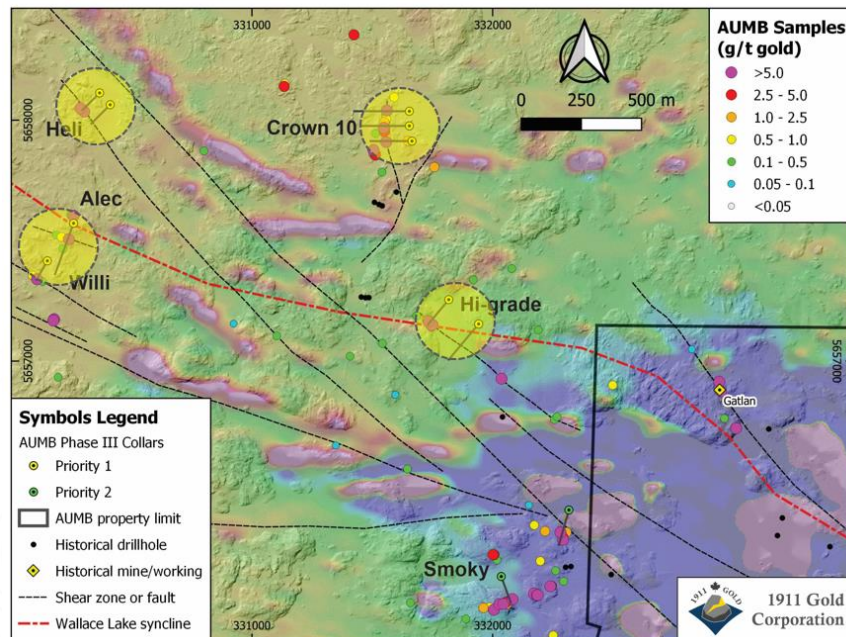 331000
332000
AUMB Samples
(g/t gold)
>5.0
2.5 - 5.0
1.0 - 2.5
0.5 - 1.0
0.1 - 0.5
0.05 - 0.1
<0.05
0
250
500 m
5658000
5658000
Heli
Crown 10
Alec
Willi
Hi-grade
5657000
5657000
Gatlan
Symbols Legend
AUMB Phase III Collars
Priority 1
Priority 2
AUMB property limit
Historical drillhole
Historical mine/working
Shear zone or fault
Wallace Lake syncline
Smoky
1911 GOLD
1911 Gold
Corporation
331000
332000